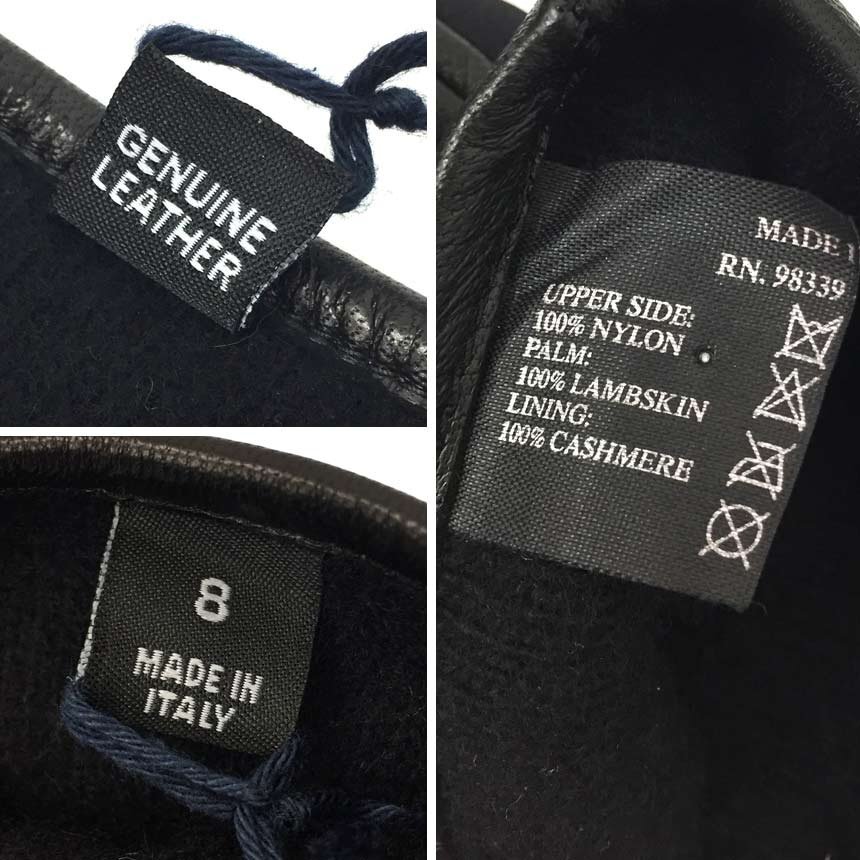 GENUINE
LEATHER
8
MADE IN
ITALY
MADE
RN. 98339
UPPER SIDE:
100% NYLON
PALM:
100% LAMBSKIN
LINING:
100% CASHMERE